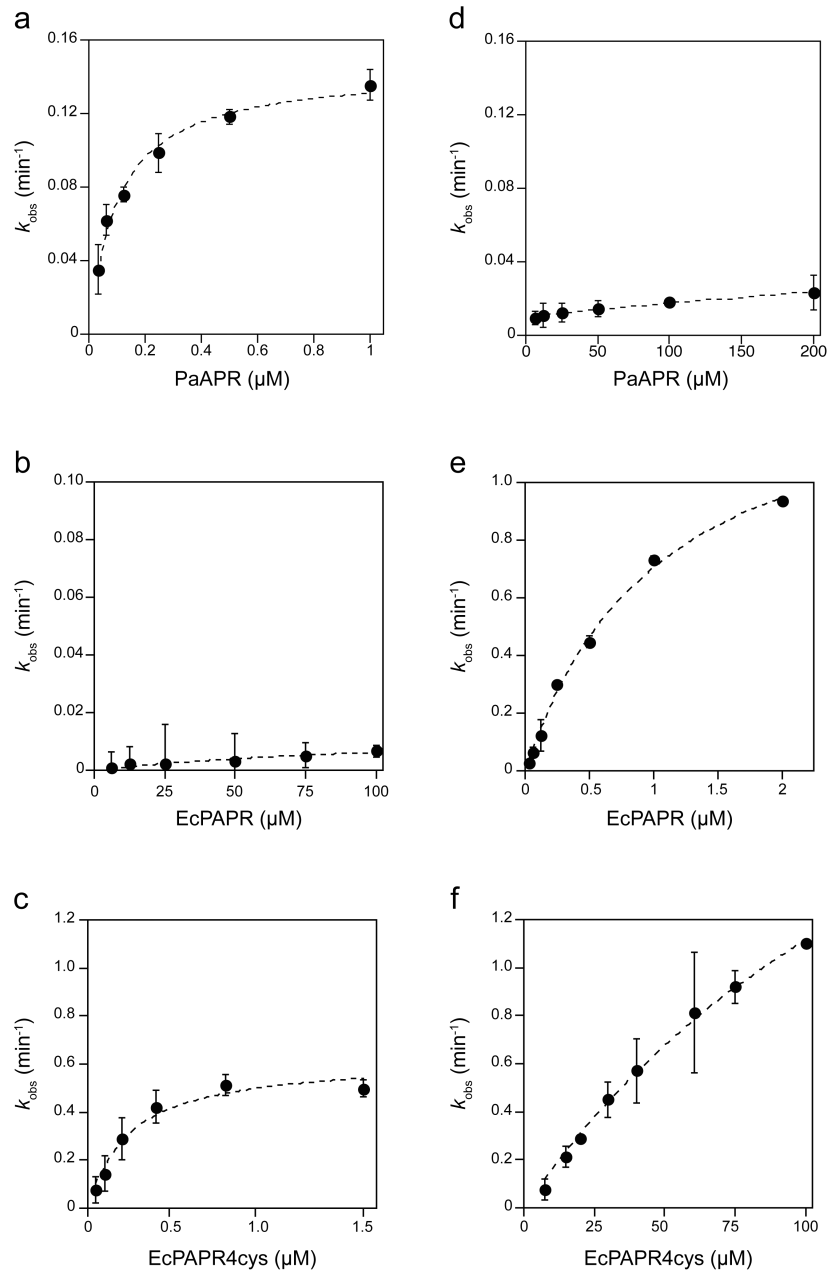 a
0.16
0.12
0.08
0.04
0
k_obs (min⁻¹)
0 0.2 0.4 0.6 0.8 1
PaAPR (µM)
d
0.16
0.12
0.08
0.04
0
k_obs (min⁻¹)
0 50 100 150 200
PaAPR (µM)
b
0.10
0.08
0.06
0.04
0.02
0
k_obs (min⁻¹)
0 25 50 75 100
EcPAPR (µM)
e
1.0
0.8
0.6
0.4
0.2
0
k_obs (min⁻¹)
0 0.5 1 1.5 2
EcPAPR (µM)
c
1.2
1.0
0.8
0.6
0.4
0.2
0
k_obs (min⁻¹)
0 0.5 1.0 1.5
EcPAPR4cys (µM)
f
1.2
1.0
0.8
0.6
0.4
0.2
0
k_obs (min⁻¹)
0 25 50 75 100
EcPAPR4cys (µM)